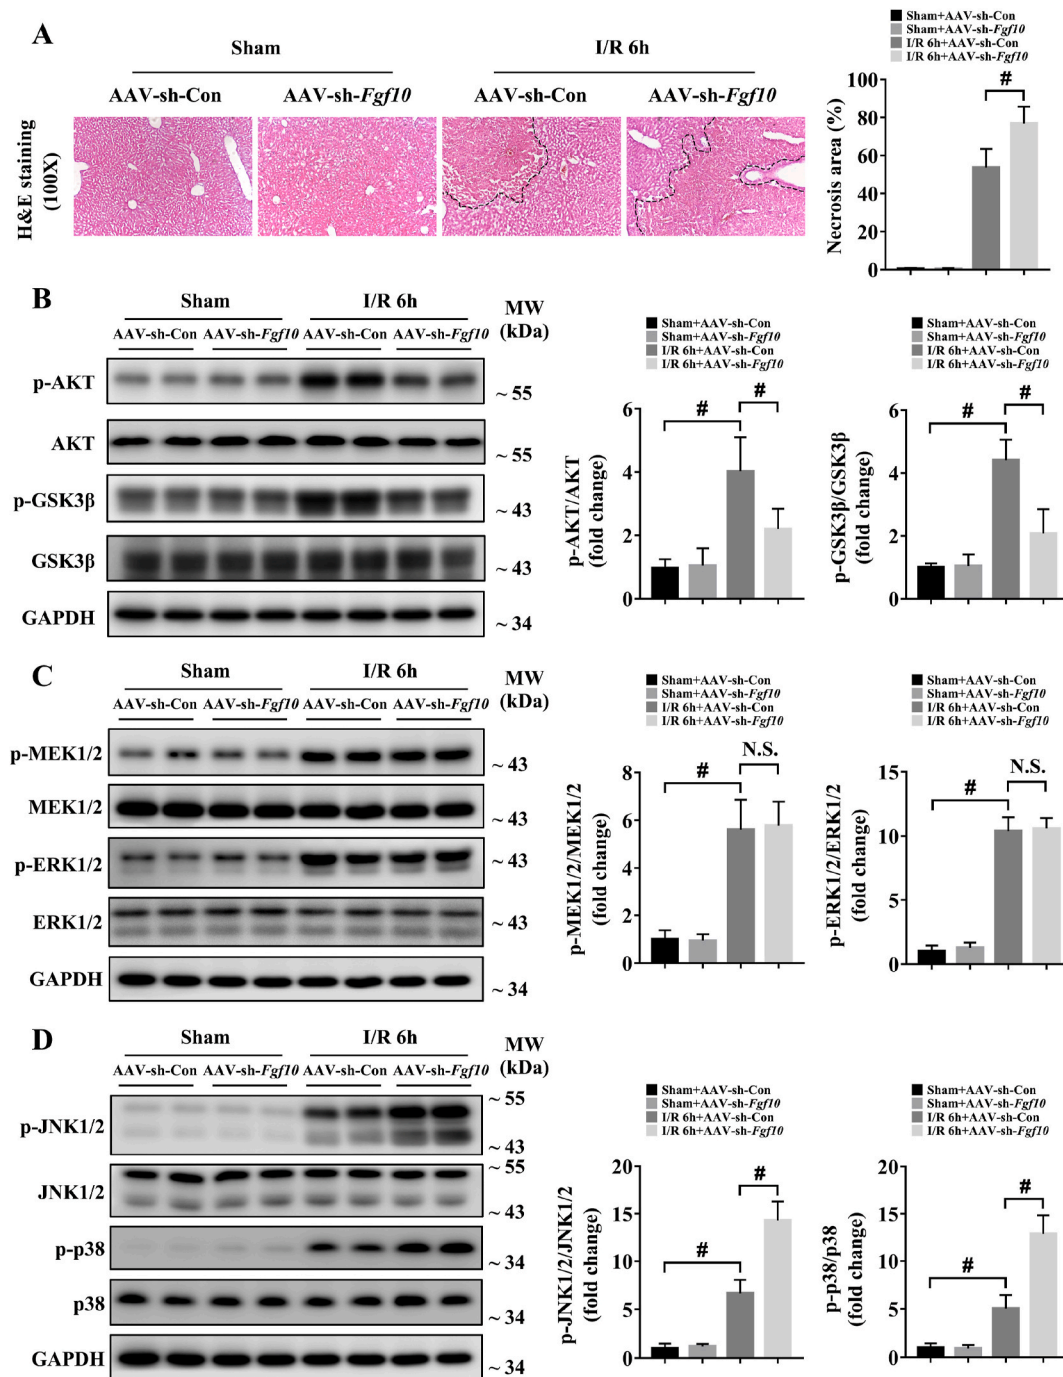 A
Sham
I/R 6h
AAV-sh-Con
AAV-sh-Fgf10
AAV-sh-Con
AAV-sh-Fgf10
H&E staining
(100X)
Sham+AAV-sh-Con
Sham+AAV-sh-Fgf10
I/R 6h+AAV-sh-Con
I/R 6h+AAV-sh-Fgf10
Necrosis area (%)
100
80
60
40
20
0
#
B
Sham
I/R 6h
MW
(kDa)
AAV-sh-Con
AAV-sh-Fgf10
AAV-sh-Con
AAV-sh-Fgf10
p-AKT
~ 55
AKT
~ 55
p-GSK3β
~ 43
GSK3β
~ 43
GAPDH
~ 34
Sham+AAV-sh-Con
Sham+AAV-sh-Fgf10
I/R 6h+AAV-sh-Con
I/R 6h+AAV-sh-Fgf10
p-AKT/AKT
(fold change)
6
4
2
0
#
#
Sham+AAV-sh-Con
Sham+AAV-sh-Fgf10
I/R 6h+AAV-sh-Con
I/R 6h+AAV-sh-Fgf10
p-GSK3β/GSK3β
(fold change)
6
4
2
0
#
#
C
Sham
I/R 6h
MW
(kDa)
AAV-sh-Con
AAV-sh-Fgf10
AAV-sh-Con
AAV-sh-Fgf10
p-MEK1/2
~ 43
MEK1/2
~ 43
p-ERK1/2
~ 43
ERK1/2
~ 43
GAPDH
~ 34
Sham+AAV-sh-Con
Sham+AAV-sh-Fgf10
I/R 6h+AAV-sh-Con
I/R 6h+AAV-sh-Fgf10
p-MEK1/2/MEK1/2
(fold change)
8
6
4
2
0
#
N.S.
Sham+AAV-sh-Con
Sham+AAV-sh-Fgf10
I/R 6h+AAV-sh-Con
I/R 6h+AAV-sh-Fgf10
p-ERK1/2/ERK1/2
(fold change)
15
10
5
0
#
N.S.
D
Sham
I/R 6h
MW
(kDa)
AAV-sh-Con
AAV-sh-Fgf10
AAV-sh-Con
AAV-sh-Fgf10
p-JNK1/2
~ 55
~ 43
JNK1/2
~ 55
~ 43
p-p38
~ 34
p38
~ 34
GAPDH
~ 34
Sham+AAV-sh-Con
Sham+AAV-sh-Fgf10
I/R 6h+AAV-sh-Con
I/R 6h+AAV-sh-Fgf10
p-JNK1/2/JNK1/2
(fold change)
20
15
10
5
0
#
#
Sham+AAV-sh-Con
Sham+AAV-sh-Fgf10
I/R 6h+AAV-sh-Con
I/R 6h+AAV-sh-Fgf10
p-p38/p38
(fold change)
20
15
10
5
0
#
#